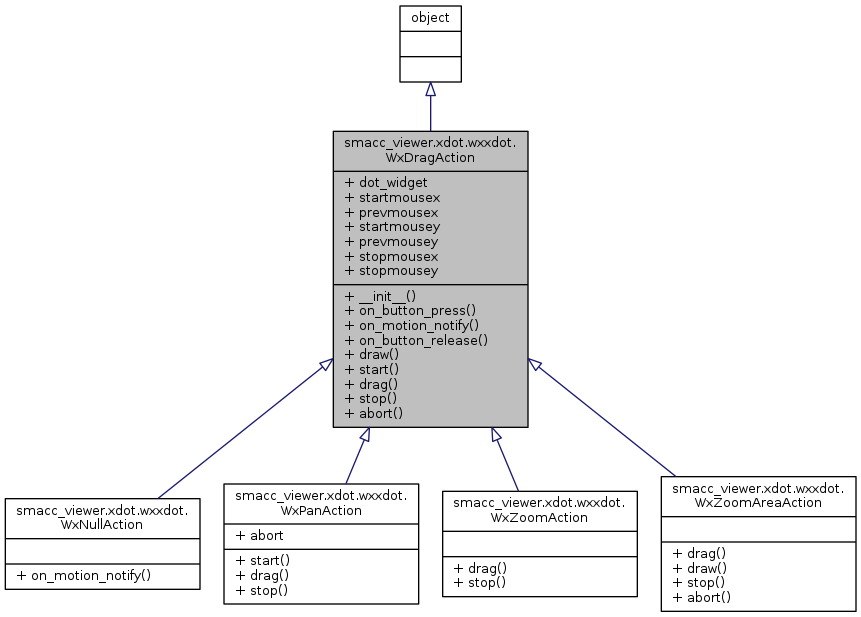 object
smacc_viewer.xdot.wxxdot.
WxDragAction
+ dot_widget
+ startmousex
+ prevmousex
+ startmousey
+ prevmousey
+ stopmousex
+ stopmousey
+ __init__()
+ on_button_press()
+ on_motion_notify()
+ on_button_release()
+ draw()
+ start()
+ drag()
+ stop()
+ abort()
smacc_viewer.xdot.wxxdot.
WxNullAction
+ on_motion_notify()
smacc_viewer.xdot.wxxdot.
WxPanAction
+ abort
+ start()
+ drag()
+ stop()
smacc_viewer.xdot.wxxdot.
WxZoomAction
+ drag()
+ stop()
smacc_viewer.xdot.wxxdot.
WxZoomAreaAction
+ drag()
+ draw()
+ stop()
+ abort()